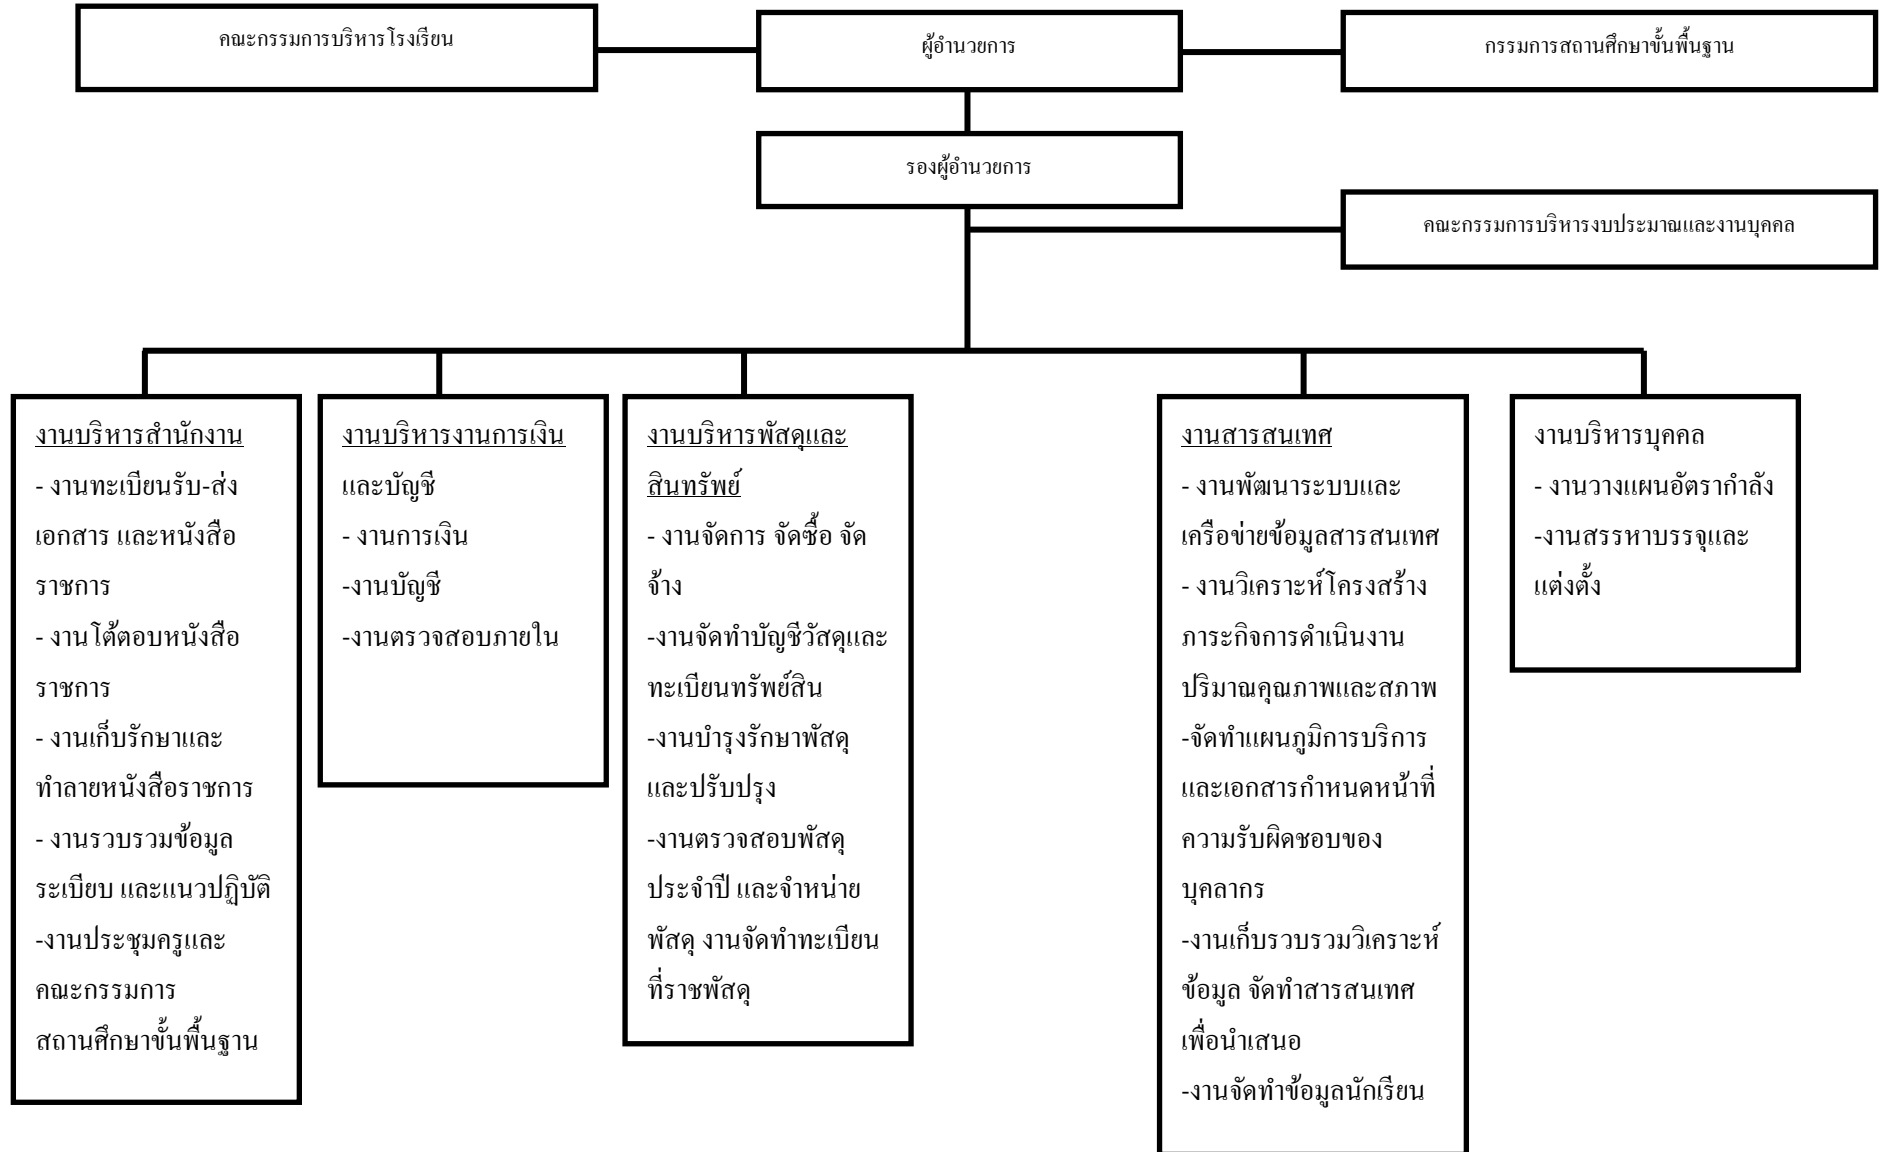 คณะกรรมการบริหารโรงเรียน
ผู้อำนวยการ
กรรมการสถานศึกษาขั้นพื้นฐาน
รองผู้อำนวยการ
คณะกรรมการบริหารงบประมาณและงานบุคคล
งานบริหารสำนักงาน
- งานทะเบียนรับ-ส่ง
เอกสาร และหนังสือ
ราชการ
- งานโต้ตอบหนังสือ
ราชการ
- งานเก็บรักษาและ
ทำลายหนังสือราชการ
- งานรวบรวมข้อมูล
ระเบียบ และแนวปฏิบัติ
-งานประชุมครูและ
คณะกรรมการ
สถานศึกษาขั้นพื้นฐาน
งานบริหารงานการเงิน
และบัญชี
- งานการเงิน
-งานบัญชี
-งานตรวจสอบภายใน
งานบริหารพัสดุและ
สินทรัพย์
- งานจัดการ จัดซื้อ จัด
จ้าง
-งานจัดทำบัญชีวัสดุและ
ทะเบียนทรัพย์สิน
-งานบำรุงรักษาพัสดุ
และปรับปรุง
-งานตรวจสอบพัสดุ
ประจำปี และจำหน่าย
พัสดุ งานจัดทำทะเบียน
ที่ราชพัสดุ
งานสารสนเทศ
- งานพัฒนาระบบและ
เครือข่ายข้อมูลสารสนเทศ
- งานวิเคราะห์โครงสร้าง
ภาระกิจการดำเนินงาน
ปริมาณคุณภาพและสภาพ
-จัดทำแผนภูมิการบริการ
และเอกสารกำหนดหน้าที่
ความรับผิดชอบของ
บุคลากร
-งานเก็บรวบรวมวิเคราะห์
ข้อมูล จัดทำสารสนเทศ
เพื่อนำเสนอ
-งานจัดทำข้อมูลนักเรียน
งานบริหารบุคคล
- งานวางแผนอัตรากำลัง
-งานสรรหาบรรจุและ
แต่งตั้ง